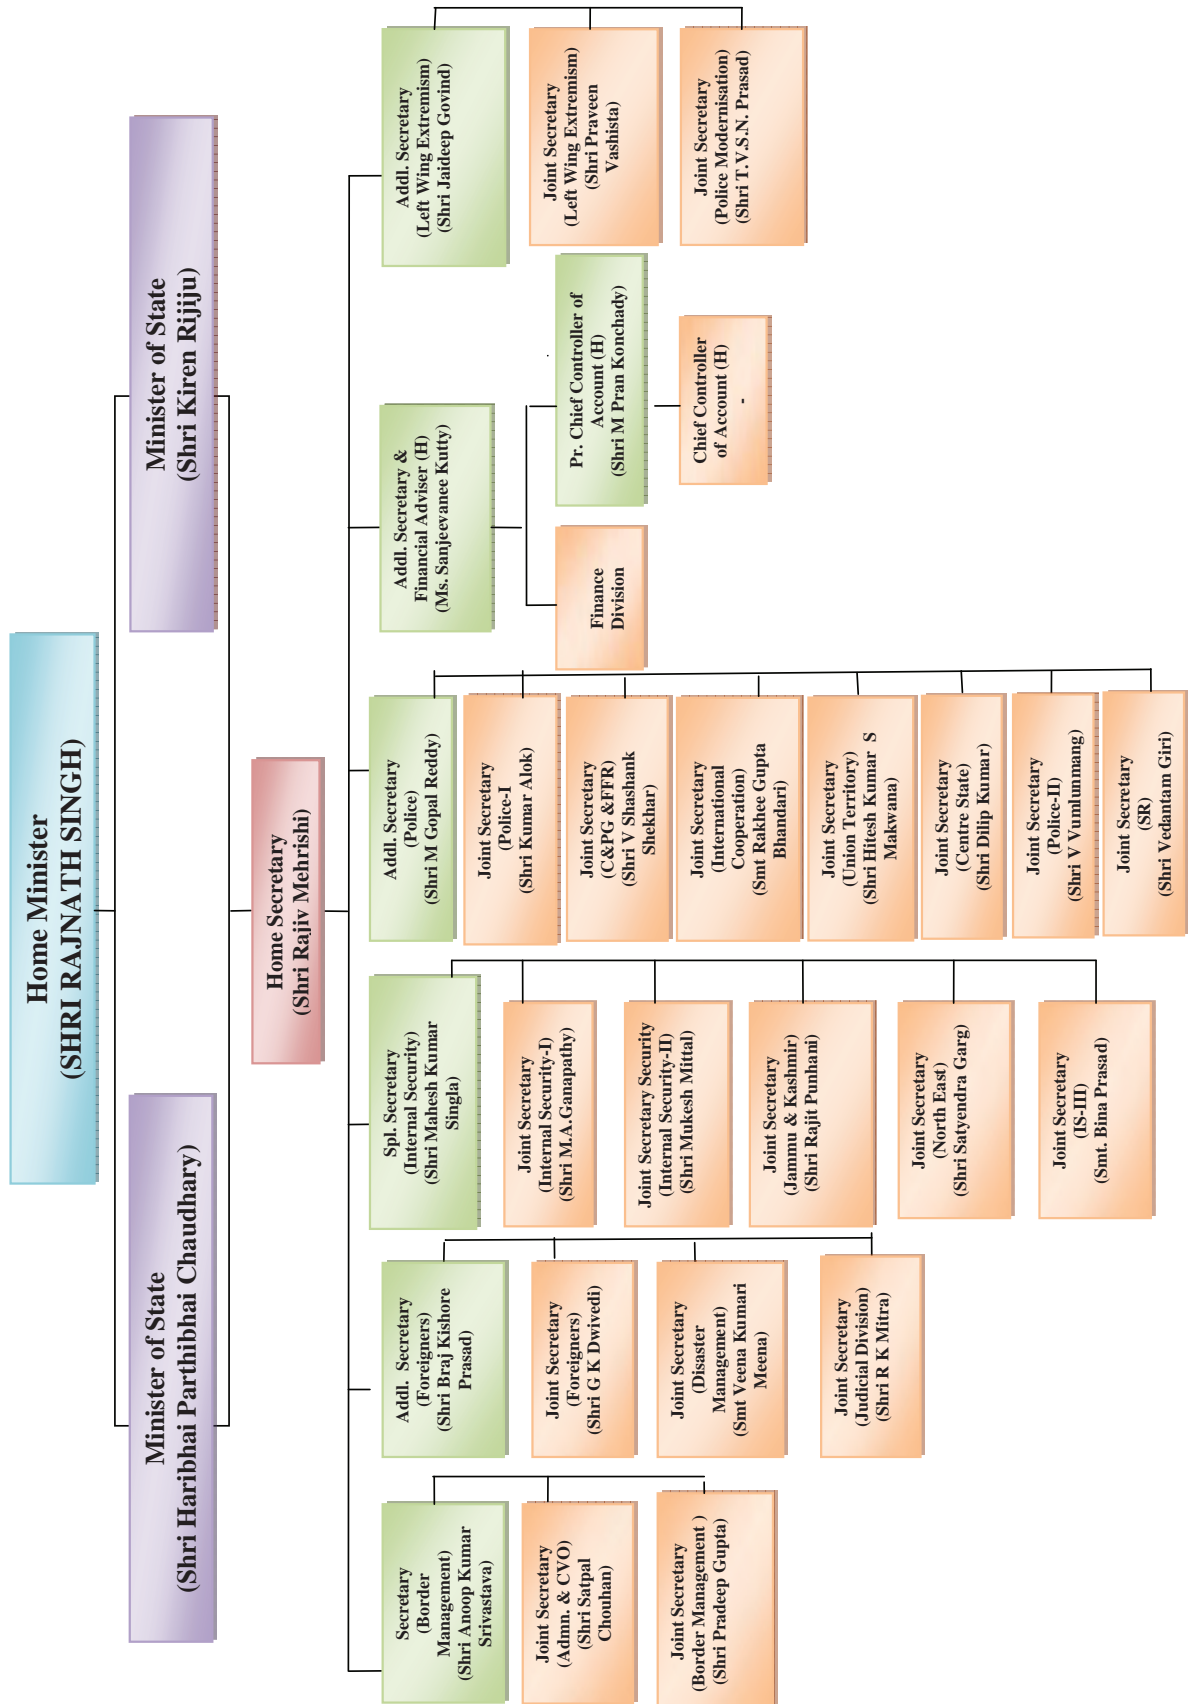 Home Minister
(SHRI RAJNATH SINGH)
Minister of State
(Shri Haribhai Parthibhai Chaudhary)
Minister of State
(Shri Kiren Rijiju)
Home Secretary
(Shri Rajiv Mehrishi)
Secretary
(Border
Management)
(Shri Anoop Kumar
Srivastava)
Joint Secretary
(Admn. & CVO)
(Shri Satpal
Chouhan)
Joint Secretary
(Border Management )
(Shri Pradeep Gupta)
Addl. Secretary
(Foreigners)
(Shri Braj Kishore
Prasad)
Joint Secretary
(Foreigners)
(Shri G K Dwivedi)
Joint Secretary
(Disaster
Management)
(Smt Veena Kumari
Meena)
Joint Secretary
(Judicial Division)
(Shri R K Mitra)
Spl. Secretary
(Internal Security)
(Shri Mahesh Kumar
Singla)
Joint Secretary
(Internal Security-I)
(Shri M.A.Ganapathy)
Joint Secretary Security
(Internal Security-II)
(Shri Mukesh Mittal)
Joint Secretary
(Jammu & Kashmir)
(Shri Rajit Punhani)
Joint Secretary
(North East)
(Shri Satyendra Garg)
Joint Secretary
(IS-III)
(Smt. Bina Prasad)
Addl. Secretary
(Police)
(Shri M Gopal Reddy)
Joint Secretary
(Police-I
(Shri Kumar Alok)
Joint Secretary
(C&PG &FFR)
(Shri V Shashank
Shekhar)
Joint Secretary
(International
Cooperation)
(Smt Rakhee Gupta
Bhandari)
Joint Secretary
(Union Territory)
(Shri Hitesh Kumar S
Makwana)
Joint Secretary
(Centre State)
(Shri Dilip Kumar)
Joint Secretary
(Police-II)
(Shri V Vumlumang)
Joint Secretary
(SR)
(Shri Vedantam Giri)
Addl. Secretary &
Financial Adviser (H)
(Ms. Sanjeevanee Kutty)
Finance
Division
Pr. Chief Controller of
Account (H)
(Shri M Pran Konchady)
Chief Controller
of Account (H)
-
Addl. Secretary
(Left Wing Extremism)
(Shri Jaideep Govind)
Joint Secretary
(Left Wing Extremism)
(Shri Praveen
Vashista)
Joint Secretary
(Police Modernisation)
(Shri T.V.S.N. Prasad)